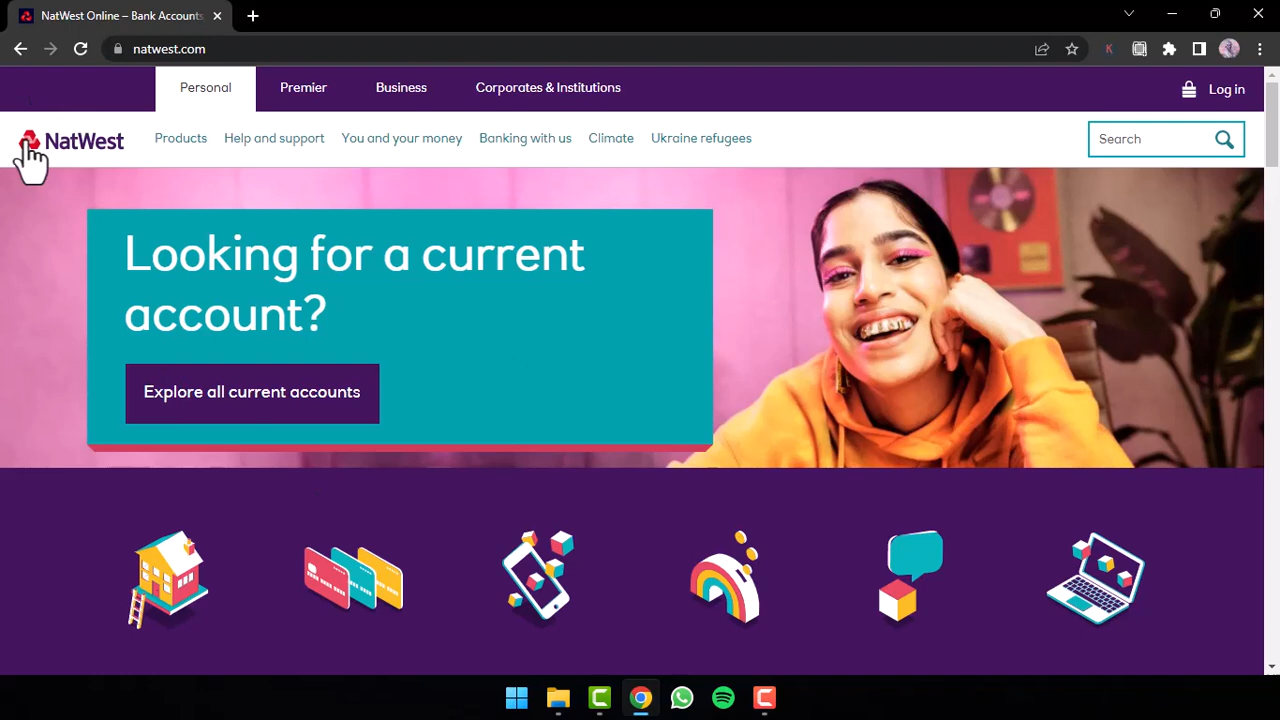 NatWest Online – Bank Accounts,
natwest.com
Personal Premier Business Corporates & Institutions Log in
NatWest Products Help and support You and your money Banking with us Climate Ukraine refugees Search
Looking for a current
account?
Explore all current accounts